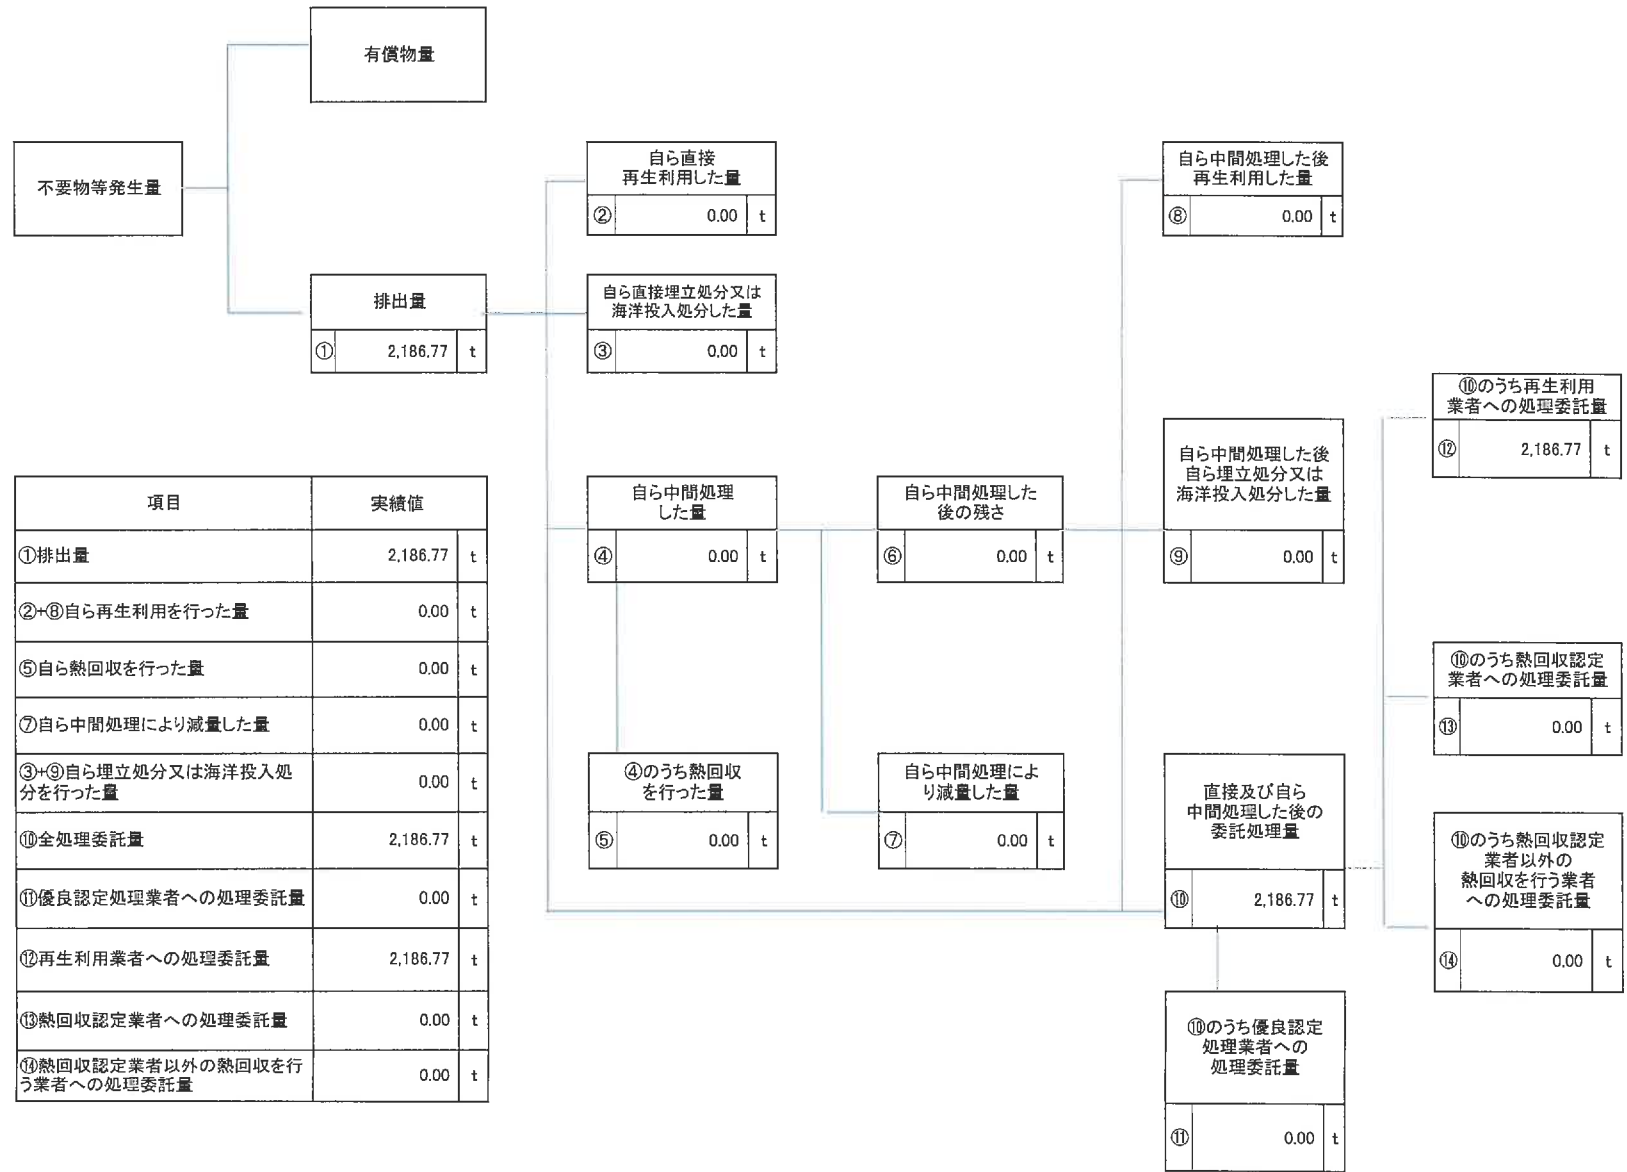 有償物量
不要物等発生量
排出量
① 2,186.77 t
自ら直接
再生利用した量
② 0.00 t
自ら直接埋立処分又は
海洋投入処分した量
③ 0.00 t
自ら中間処理
した量
④ 0.00 t
④のうち熱回収
を行った量
⑤ 0.00 t
自ら中間処理した
後の残さ
⑥ 0.00 t
自ら中間処理によ
り減量した量
⑦ 0.00 t
自ら中間処理した後
再生利用した量
⑧ 0.00 t
自ら中間処理した後
自ら埋立処分又は
海洋投入処分した量
⑨ 0.00 t
直接及び自ら
中間処理した後の
委託処理量
⑩ 2,186.77 t
⑩のうち優良認定
処理業者への
処理委託量
⑪ 0.00 t
⑩のうち再生利用
業者への処理委託量
⑫ 2,186.77 t
⑩のうち熱回収認定
業者への処理委託量
⑬ 0.00 t
⑩のうち熱回収認定
業者以外の
熱回収を行う業者
への処理委託量
⑭ 0.00 t
項目 実績値
①排出量 2,186.77 t
②+⑧自ら再生利用を行った量 0.00 t
⑤自ら熱回収を行った量 0.00 t
⑦自ら中間処理により減量した量 0.00 t
③+⑨自ら埋立処分又は海洋投入処
分を行った量 0.00 t
⑩全処理委託量 2,186.77 t
⑪優良認定処理業者への処理委託量 0.00 t
⑫再生利用業者への処理委託量 2,186.77 t
⑬熱回収認定業者への処理委託量 0.00 t
⑭熱回収認定業者以外の熱回収を行
う業者への処理委託量 0.00 t